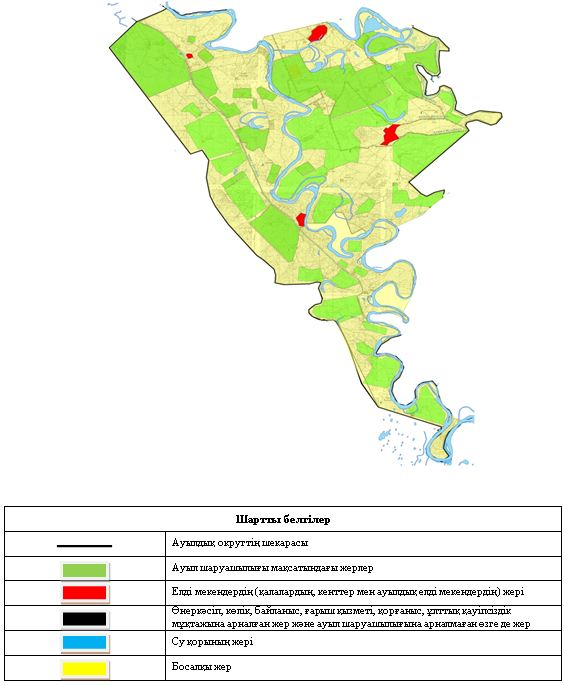 Шартты белгілер
Ауылдық округтің шекарасы
Ауыл шаруашылығы мақсатындағы жерлер
Елді мекендердің (қалалардың, кенттер мен ауылдық елді мекендердің) жері
Өнеркәсіп, көлік, байланыс, ғарыш қызметі, қорғаныс, ұлттық қауіпсіздік
мұқтажына арналған жер және ауыл шаруашылығына арналмаған өзге де жер
Су қорының жері
Босалқы жер